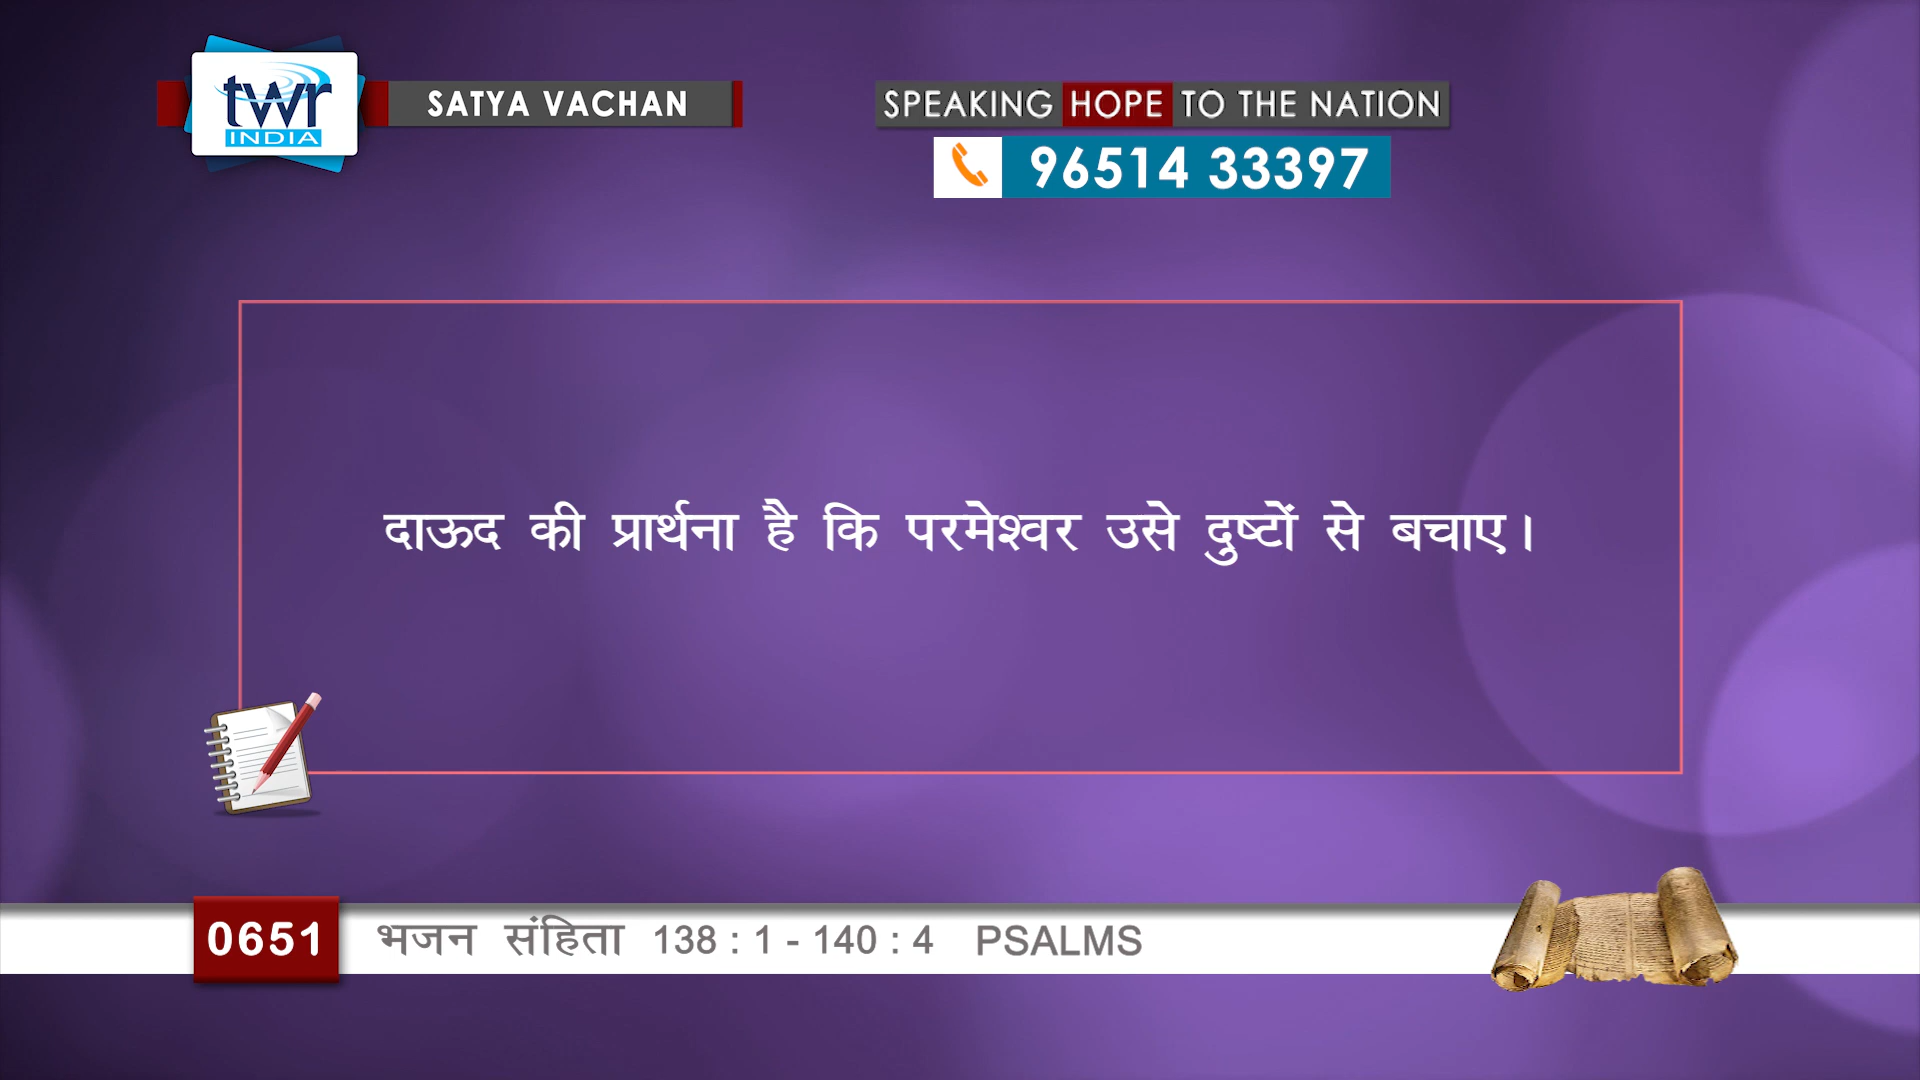 twr
INDIA
SATYA VACHAN
SPEAKING HOPE TO THE NATION
96514 33397
दाऊद की प्रार्थना है कि परमेश्वर उसे दुष्टों से बचाए।
0651 भजन संहिता 138 : 1 - 140 : 4 PSALMS